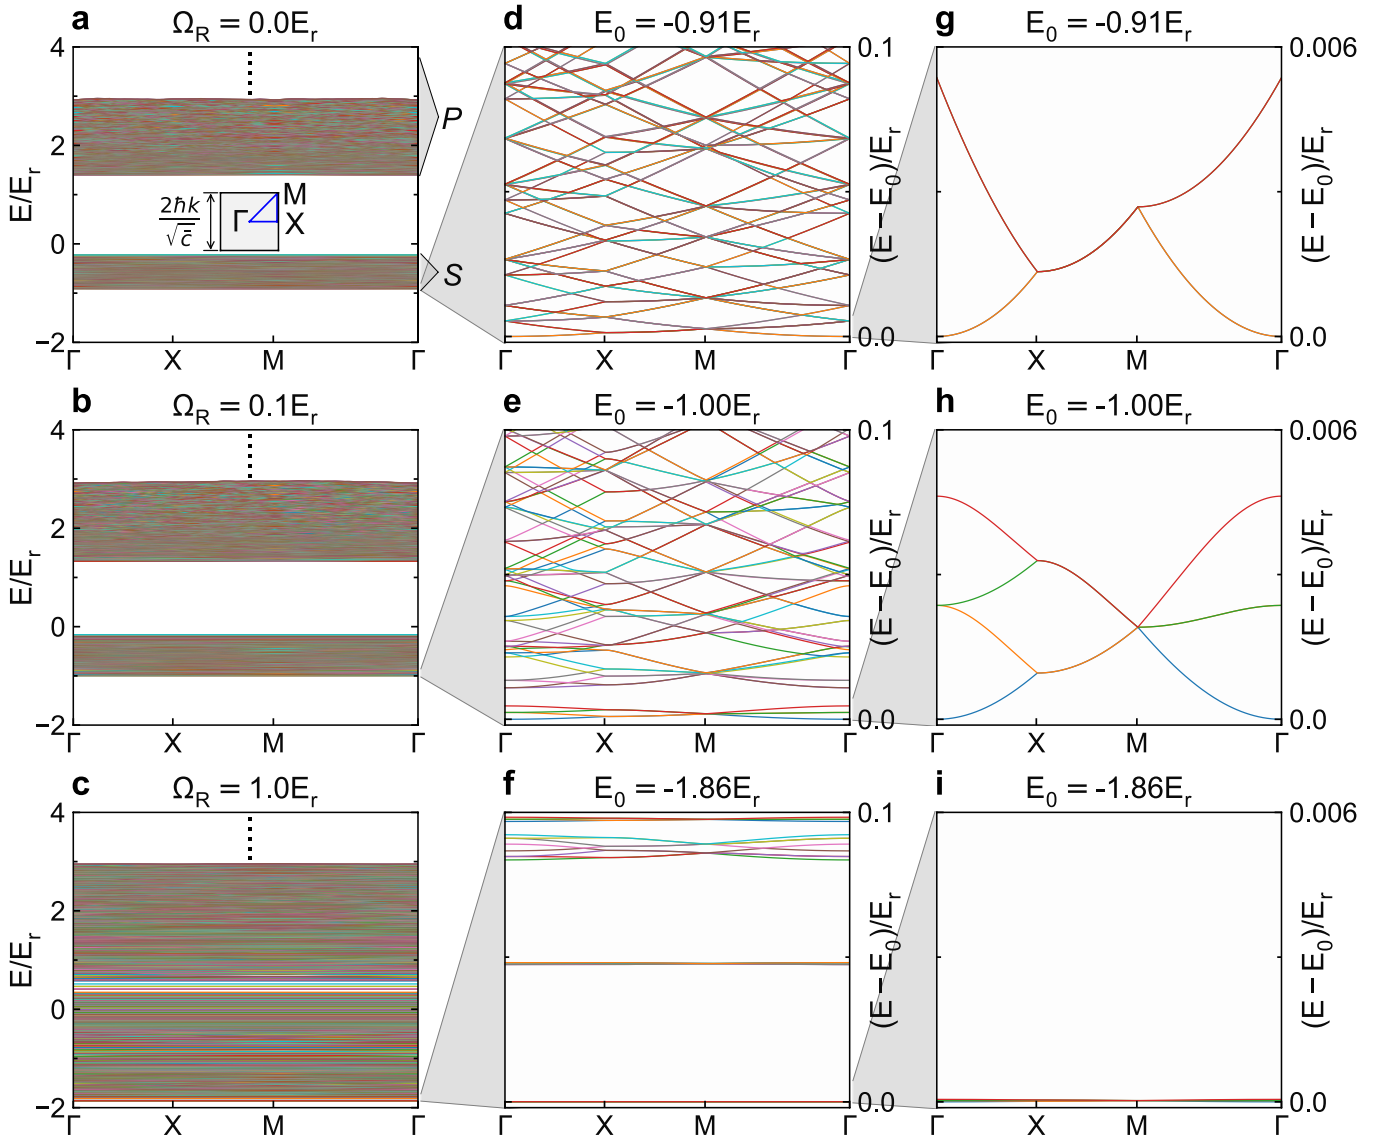 a Ω_R = 0.0E_r
4
2
0
−2
E/E_r
P
S
2ħk/√c̄
Γ
M
X
Γ X M Γ
d E_0 = -0.91E_r
0.1
0.0
(E − E_0)/E_r
Γ X M Γ
g E_0 = -0.91E_r
0.006
0.0
(E − E_0)/E_r
Γ X M Γ
b Ω_R = 0.1E_r
4
2
0
−2
E/E_r
Γ X M Γ
e E_0 = -1.00E_r
0.1
0.0
(E − E_0)/E_r
Γ X M Γ
h E_0 = -1.00E_r
0.006
0.0
(E − E_0)/E_r
Γ X M Γ
c Ω_R = 1.0E_r
4
2
0
−2
E/E_r
Γ X M Γ
f E_0 = -1.86E_r
0.1
0.0
(E − E_0)/E_r
Γ X M Γ
i E_0 = -1.86E_r
0.006
0.0
(E − E_0)/E_r
Γ X M Γ